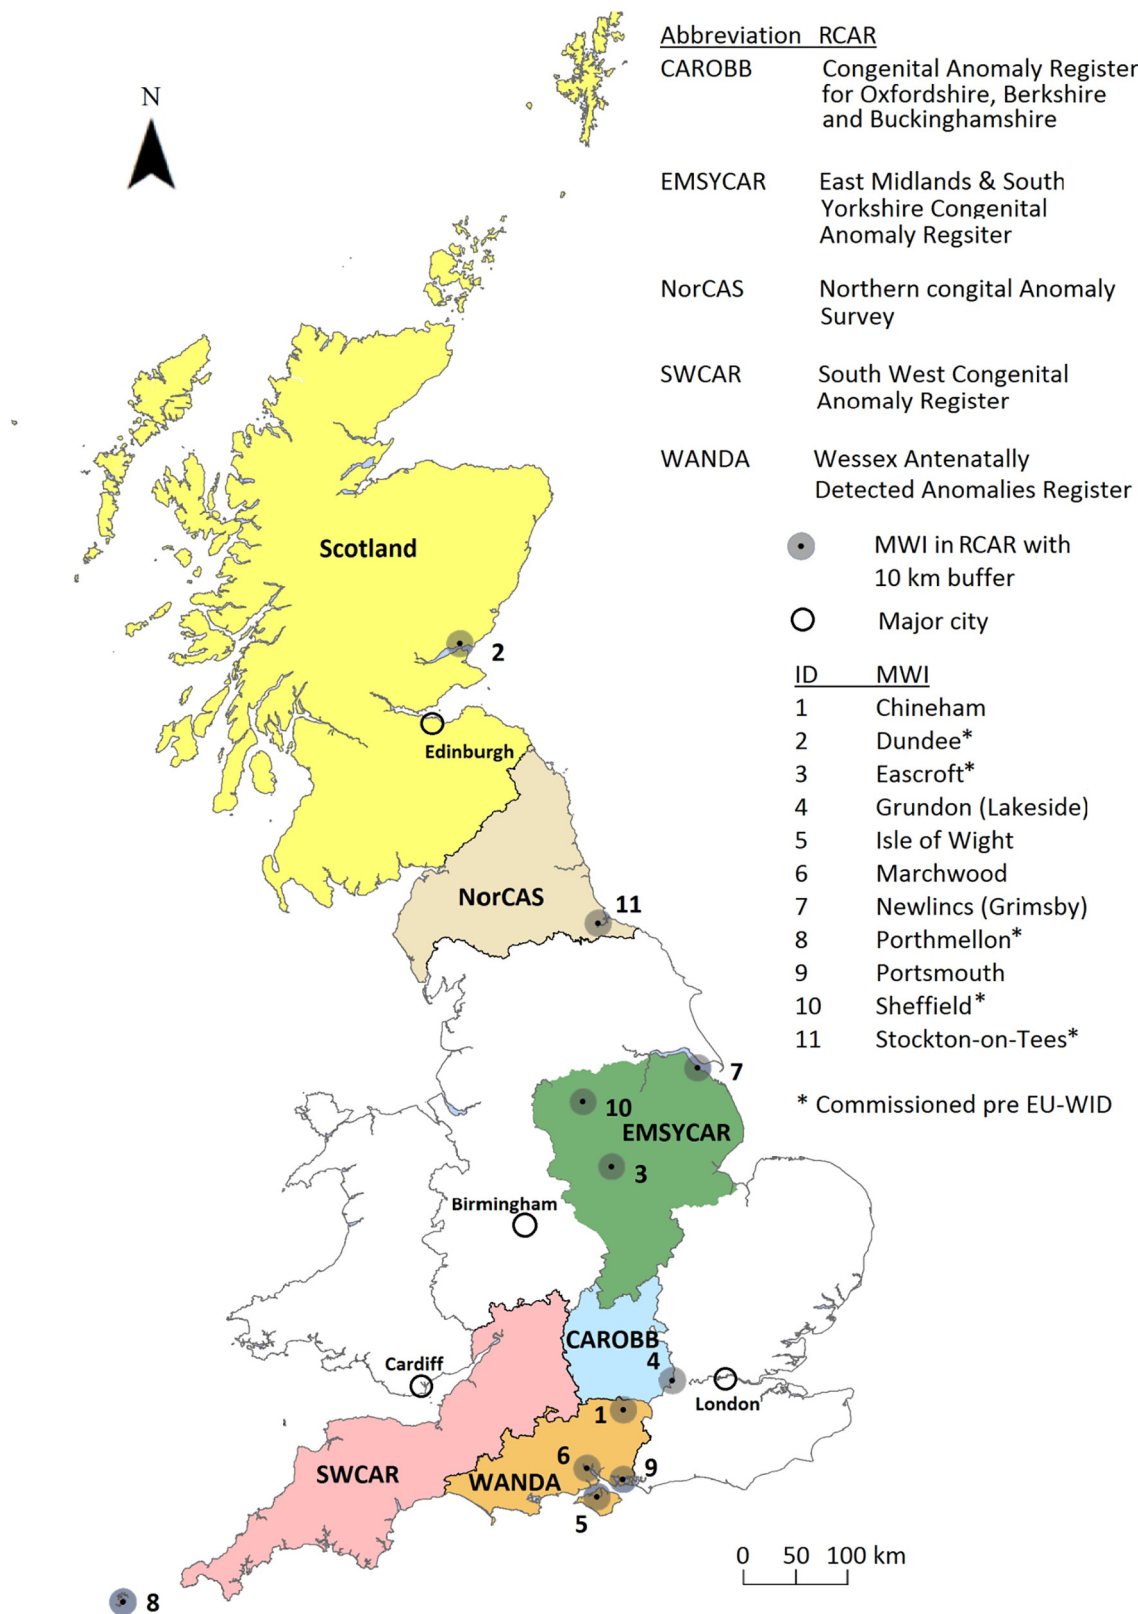 Abbreviation RCAR
CAROBB Congenital Anomaly Register
for Oxfordshire, Berkshire
and Buckinghamshire
N
EMSYCAR East Midlands & South
Yorkshire Congenital
Anomaly Regsiter
NorCAS Northern congital Anomaly
Survey
SWCAR South West Congenital
Anomaly Register
WANDA Wessex Antenatally
Detected Anomalies Register
MWI in RCAR with
10 km buffer
Major city
ID MWI
1 Chineham
2 Dundee*
3 Eascroft*
4 Grundon (Lakeside)
5 Isle of Wight
6 Marchwood
7 Newlincs (Grimsby)
8 Porthmellon*
9 Portsmouth
10 Sheffield*
11 Stockton-on-Tees*
* Commissioned pre EU-WID
Scotland
2
Edinburgh
NorCAS
11
7
10
EMSYCAR
3
Birmingham
CAROBB
4
Cardiff
London
1
6
9
SWCAR
WANDA
5
8
0 50 100 km